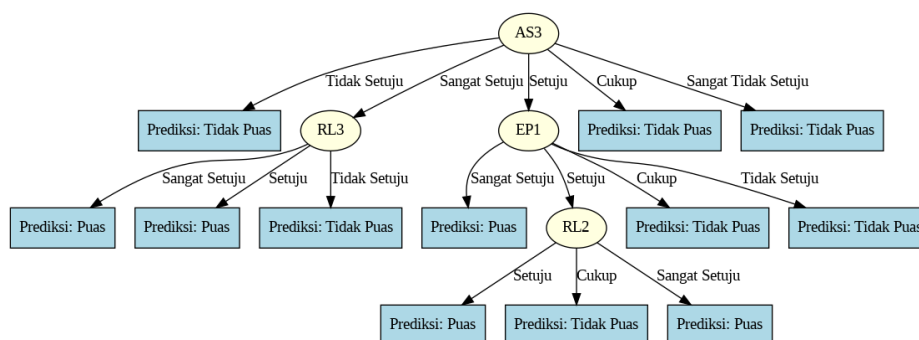 AS3
Tidak Setuju
Sangat Setuju
Setuju
Cukup
Sangat Tidak Setuju
Prediksi: Tidak Puas
RL3
EP1
Prediksi: Tidak Puas
Prediksi: Tidak Puas
Sangat Setuju
Setuju
Tidak Setuju
Sangat Setuju
Setuju
Cukup
Tidak Setuju
Prediksi: Puas
Prediksi: Puas
Prediksi: Tidak Puas
Prediksi: Puas
RL2
Prediksi: Tidak Puas
Prediksi: Tidak Puas
Setuju
Cukup
Sangat Setuju
Prediksi: Puas
Prediksi: Tidak Puas
Prediksi: Puas